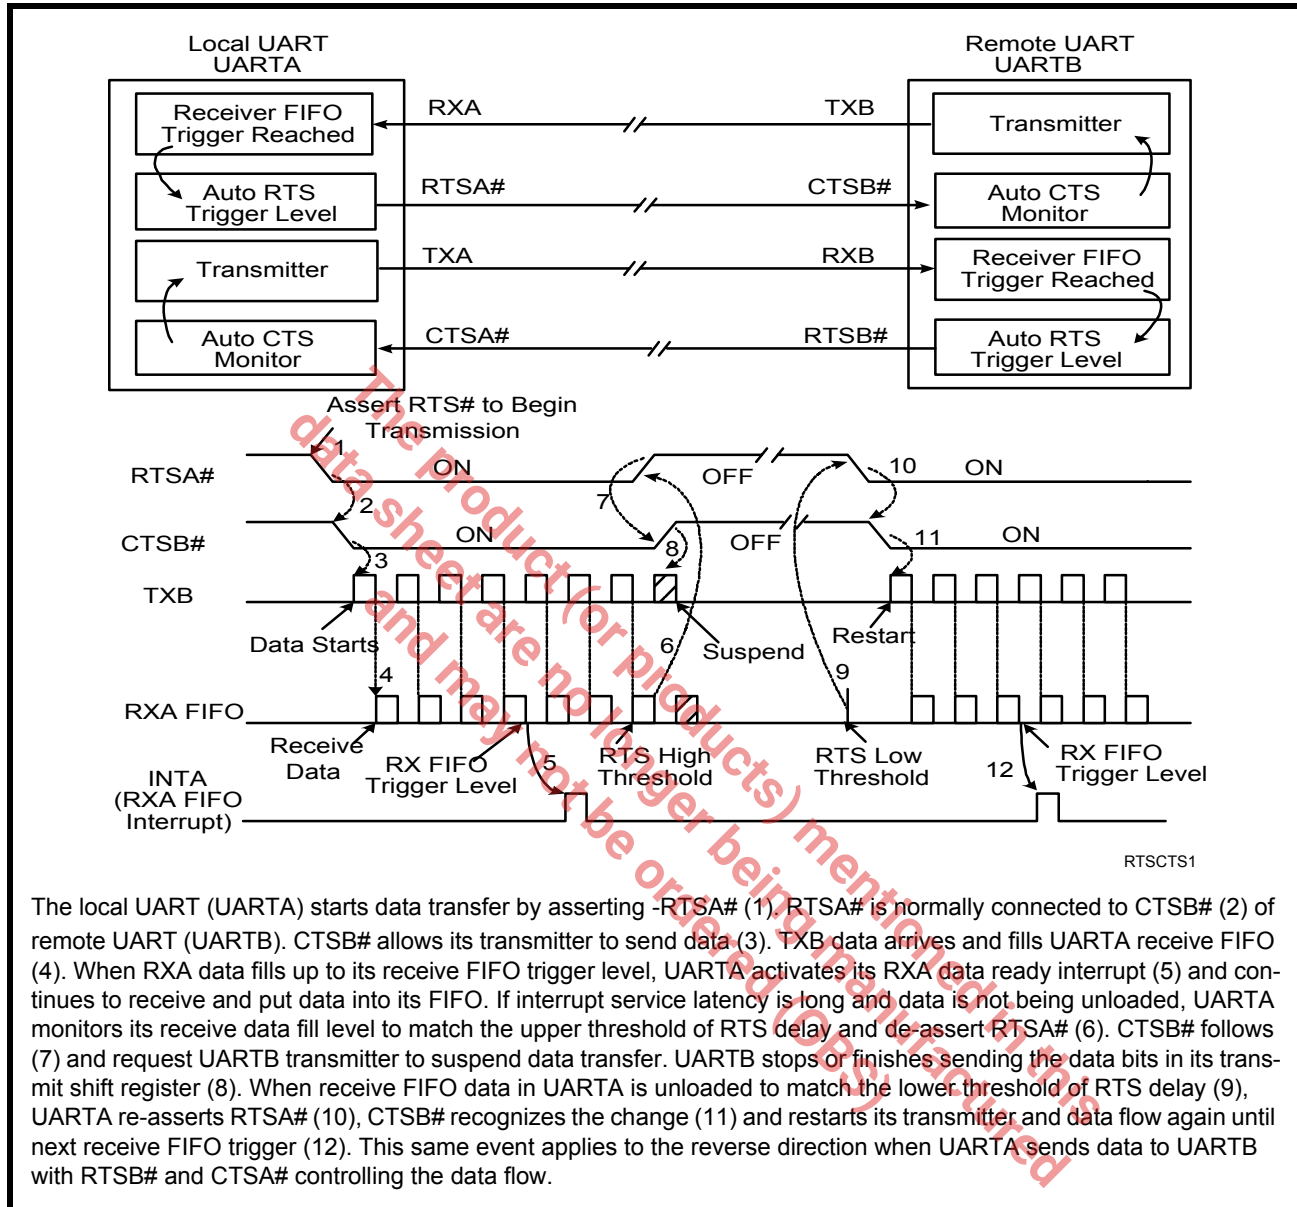 Local UART
UARTA
Remote UART
UARTB
Receiver FIFO
Trigger Reached
RXA
TXB
Transmitter
Auto RTS
Trigger Level
RTSA#
CTSB#
Auto CTS
Monitor
Transmitter
TXA
RXB
Receiver FIFO
Trigger Reached
Auto CTS
Monitor
CTSA#
RTSB#
Auto RTS
Trigger Level
Assert RTS# to Begin
Transmission
1
RTSA#
ON
7
OFF
10
ON
2
CTSB#
ON
8
OFF
11
ON
3
TXB
Data Starts
6
Suspend
Restart
4
9
RXA FIFO
Receive
Data
RX FIFO
Trigger Level
5
RTS High
Threshold
RTS Low
Threshold
12
RX FIFO
Trigger Level
INTA
(RXA FIFO
Interrupt)
RTSCTS1
The local UART (UARTA) starts data transfer by asserting -RTSA# (1). RTSA# is normally connected to CTSB# (2) of
remote UART (UARTB). CTSB# allows its transmitter to send data (3). TXB data arrives and fills UARTA receive FIFO
(4). When RXA data fills up to its receive FIFO trigger level, UARTA activates its RXA data ready interrupt (5) and con-
tinues to receive and put data into its FIFO. If interrupt service latency is long and data is not being unloaded, UARTA
monitors its receive data fill level to match the upper threshold of RTS delay and de-assert RTSA# (6). CTSB# follows
(7) and request UARTB transmitter to suspend data transfer. UARTB stops or finishes sending the data bits in its trans-
mit shift register (8). When receive FIFO data in UARTA is unloaded to match the lower threshold of RTS delay (9),
UARTA re-asserts RTSA# (10), CTSB# recognizes the change (11) and restarts its transmitter and data flow again until
next receive FIFO trigger (12). This same event applies to the reverse direction when UARTA sends data to UARTB
with RTSB# and CTSA# controlling the data flow.
The product (or products) mentioned in this
data sheet are no longer being manufactured
and may not be ordered (OBS)